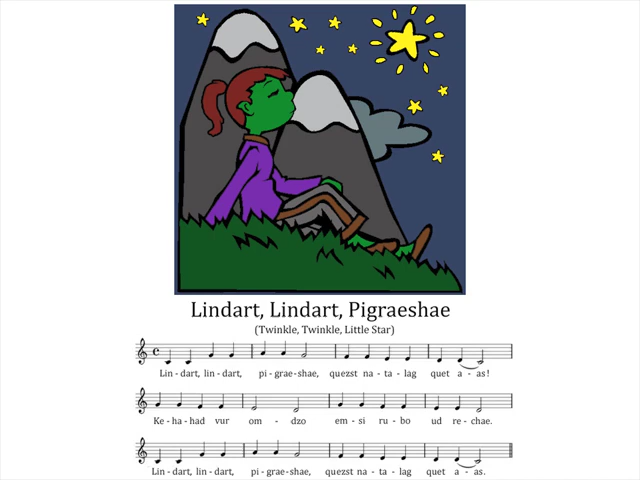 Lindart, Lindart, Pigraeshae
(Twinkle, Twinkle, Little Star)
Lin - dart, lin - dart, pi - grae - shae, quezst na - ta - lag quet a - as!
Ke - ha - had vur om - dzo em - si ru - bo ud re - chae.
Lin - dart, lin - dart, pi - grae - shae, quezst na - ta - lag quet a - as.